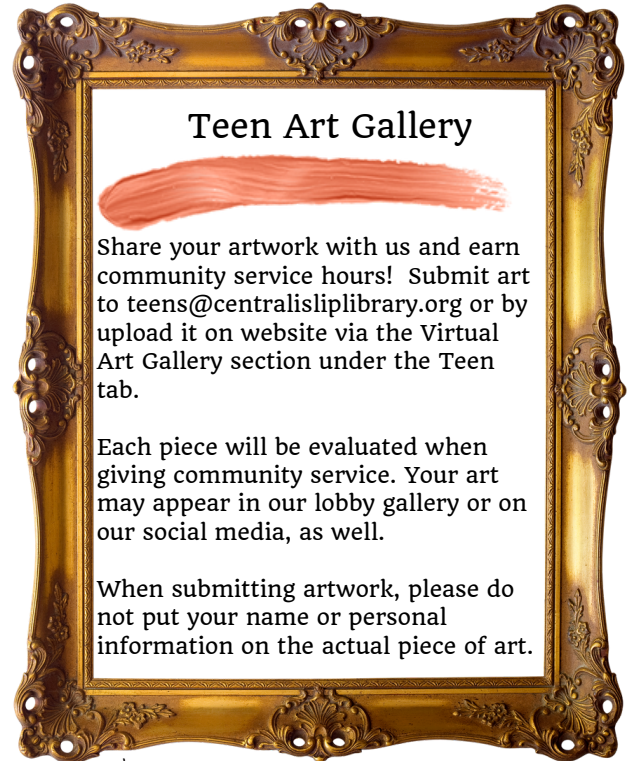 Teen Art Gallery
Share your artwork with us and earn
community service hours!  Submit art
to teens@centralisliplibrary.org or by
upload it on website via the Virtual
Art Gallery section under the Teen
tab.
Each piece will be evaluated when
giving community service. Your art
may appear in our lobby gallery or on
our social media, as well.
When submitting artwork, please do
not put your name or personal
information on the actual piece of art.